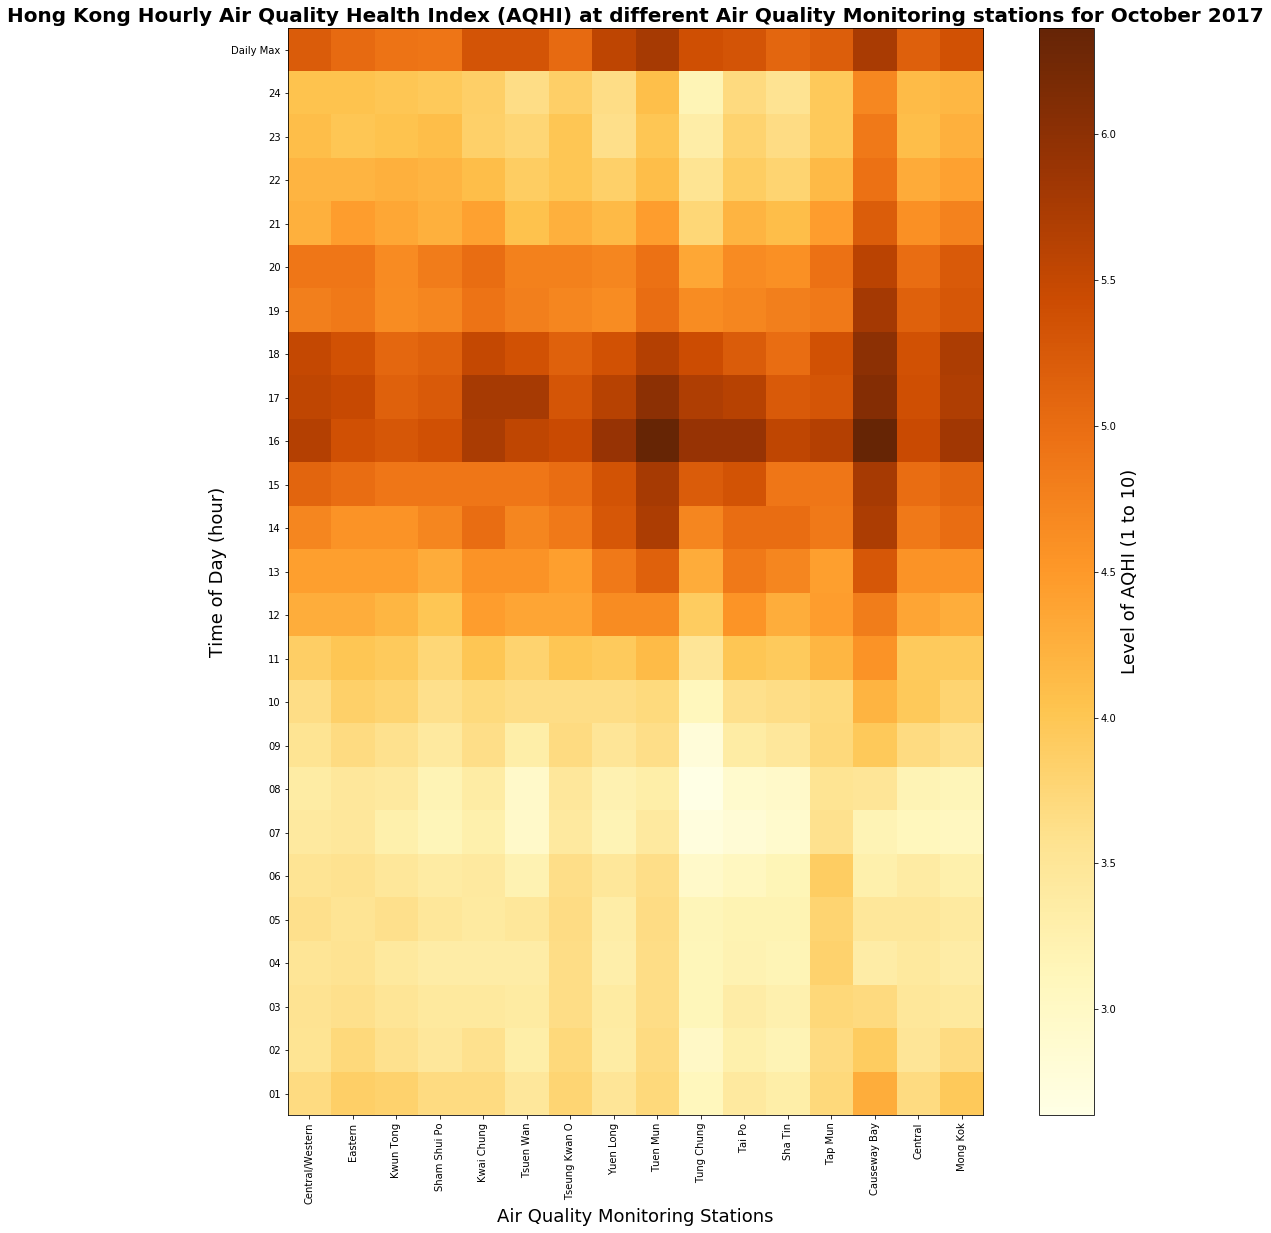 Hong Kong Hourly Air Quality Health Index (AQHI) at different Air Quality Monitoring stations for October 2017
Daily Max
24
23
22
21
20
19
18
17
16
15
14
13
12
11
10
09
08
07
06
05
04
03
02
01
Time of Day (hour)
Central/Western
Eastern
Kwun Tong
Sham Shui Po
Kwai Chung
Tsuen Wan
Tseung Kwan O
Yuen Long
Tuen Mun
Tung Chung
Tai Po
Sha Tin
Tap Mun
Causeway Bay
Central
Mong Kok
Air Quality Monitoring Stations
6.0
5.5
5.0
4.5
4.0
3.5
3.0
Level of AQHI (1 to 10)